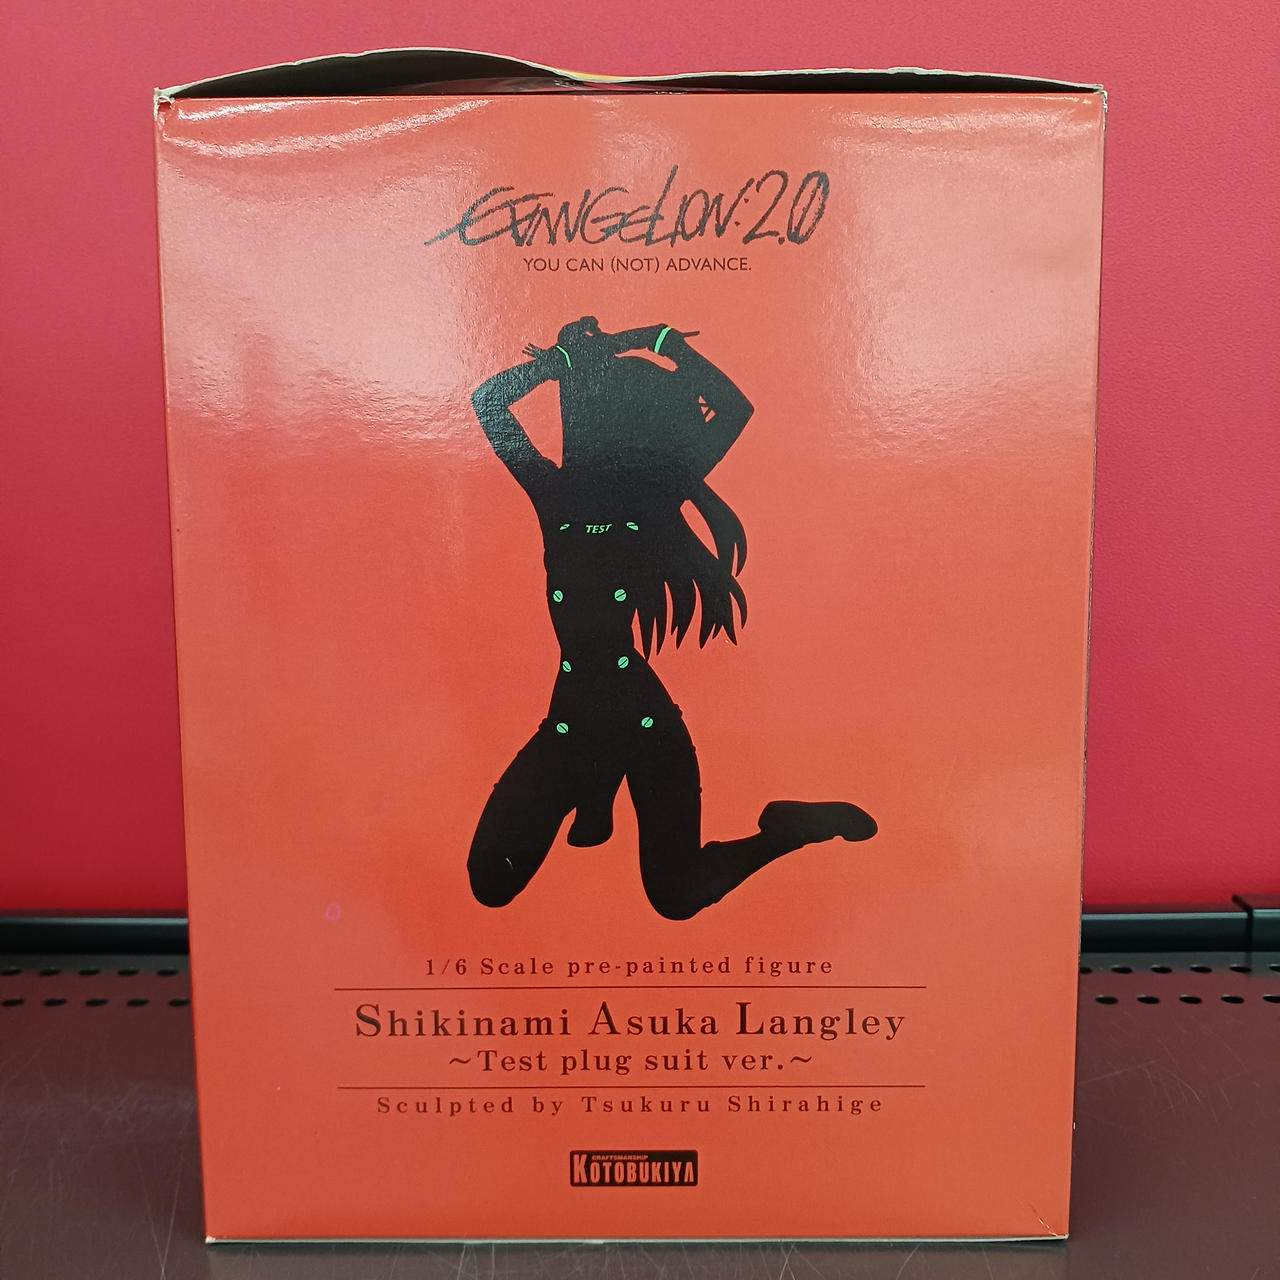 EVANGELION:2.0
YOU CAN (NOT) ADVANCE.
TEST
1/6 Scale pre-painted figure
Shikinami Asuka Langley
~Test plug suit ver.~
Sculpted by Tsukuru Shirahige
CRAFTSMANSHIP
KOTOBUKIYA